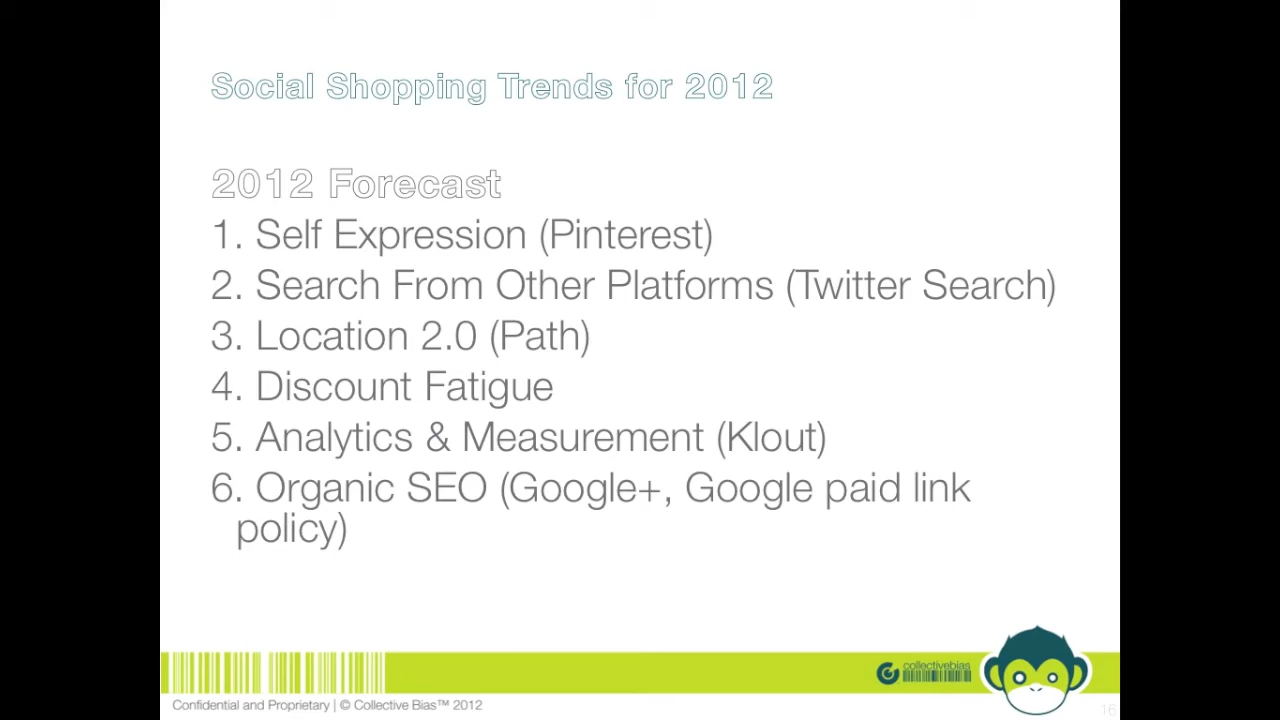 Social Shopping Trends for 2012
2012 Forecast
1. Self Expression (Pinterest)
2. Search From Other Platforms (Twitter Search)
3. Location 2.0 (Path)
4. Discount Fatigue
5. Analytics & Measurement (Klout)
6. Organic SEO (Google+, Google paid link
policy)
collectivebias
Confidential and Proprietary | © Collective Bias™ 2012
16